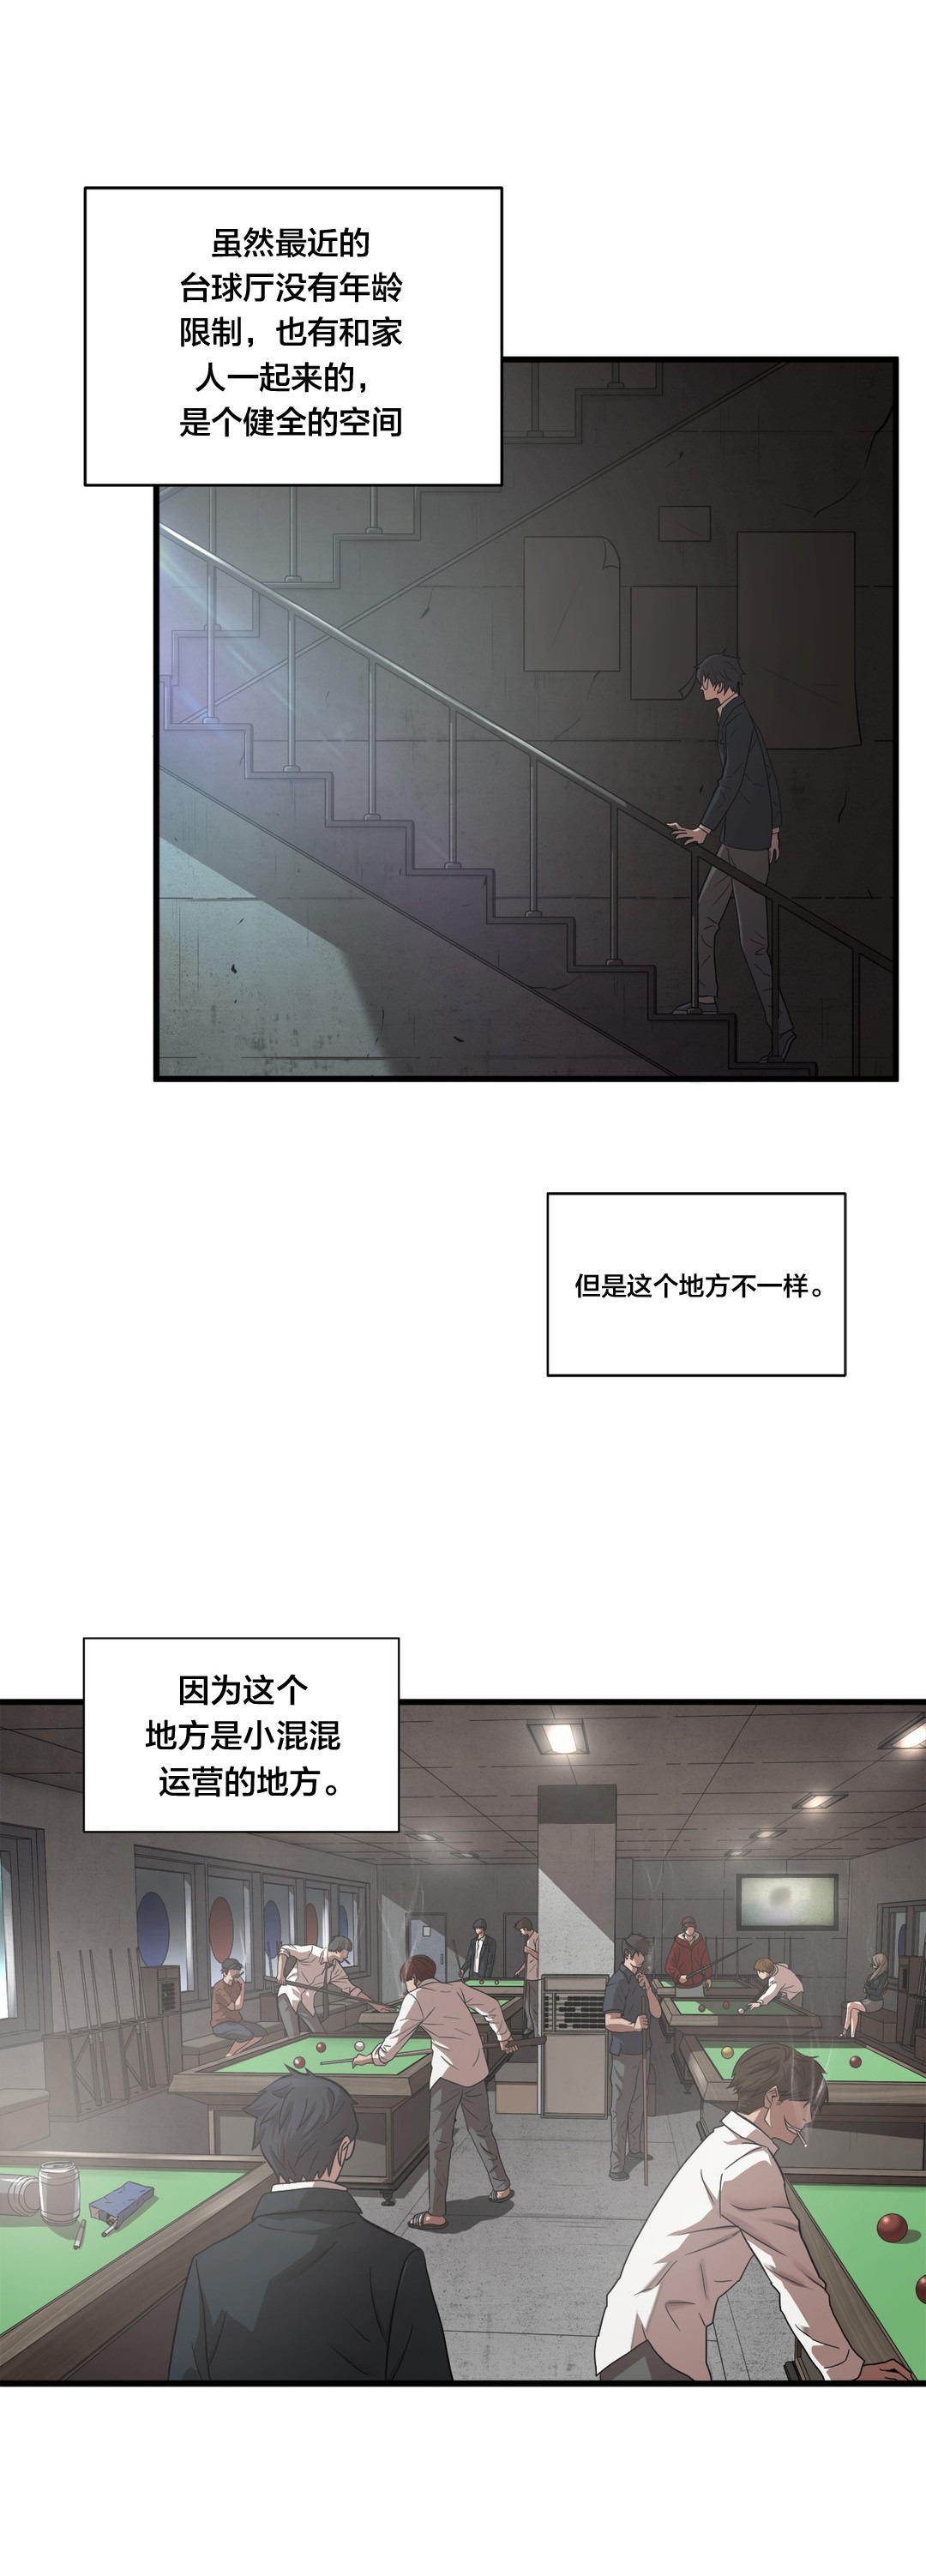 虽然最近的
台球厅没有年龄
限制，也有和家
人一起来的，
是个健全的空间
但是这个地方不一样。
因为这个
地方是小混混
运营的地方。